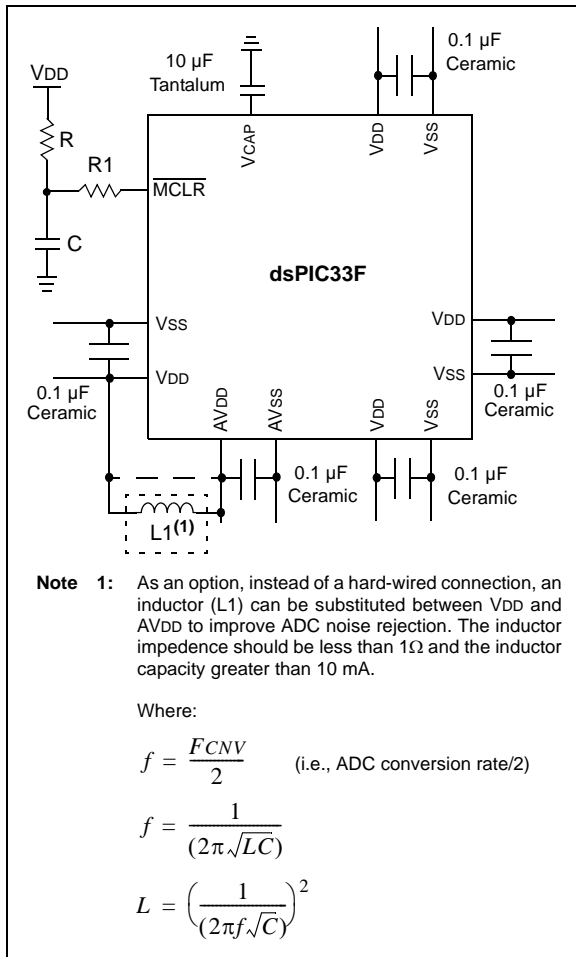 0.1 µF
Ceramic
10 µF
Tantalum
VDD
R
R1
C
VCAP
VDD
VSS
MCLR
dsPIC33F
VSS
VDD
VDD
VSS
0.1 µF
Ceramic
0.1 µF
Ceramic
AVDD
AVSS
VDD
VSS
0.1 µF
Ceramic
0.1 µF
Ceramic
L1(1)
Note 1: As an option, instead of a hard-wired connection, an
inductor (L1) can be substituted between VDD and
AVDD to improve ADC noise rejection. The inductor
impedence should be less than 1Ω and the inductor
capacity greater than 10 mA.
Where:
f = FCNV / 2 (i.e., ADC conversion rate/2)
f = 1 / (2π√LC)
L = (1 / (2πf√C))²